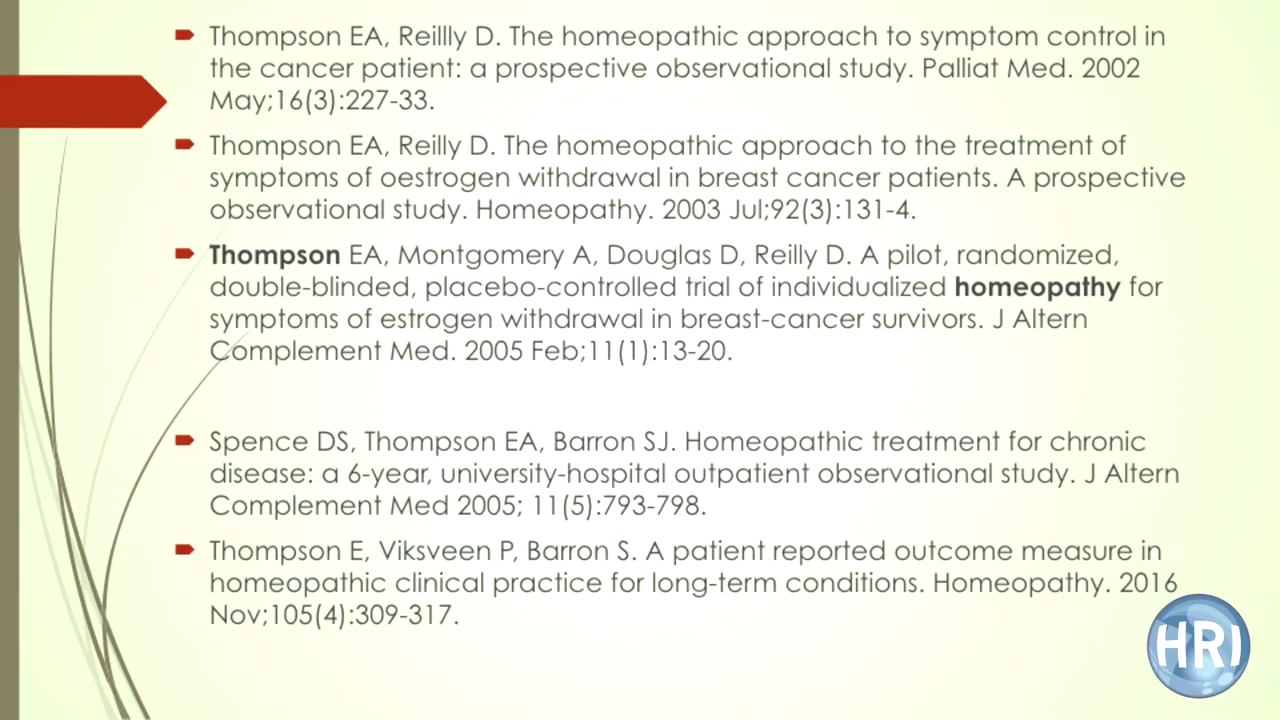 Thompson EA, Reillly D. The homeopathic approach to symptom control in
the cancer patient: a prospective observational study. Palliat Med. 2002
May;16(3):227-33.
Thompson EA, Reilly D. The homeopathic approach to the treatment of
symptoms of oestrogen withdrawal in breast cancer patients. A prospective
observational study. Homeopathy. 2003 Jul;92(3):131-4.
Thompson EA, Montgomery A, Douglas D, Reilly D. A pilot, randomized,
double-blinded, placebo-controlled trial of individualized homeopathy for
symptoms of estrogen withdrawal in breast-cancer survivors. J Altern
Complement Med. 2005 Feb;11(1):13-20.
Spence DS, Thompson EA, Barron SJ. Homeopathic treatment for chronic
disease: a 6-year, university-hospital outpatient observational study. J Altern
Complement Med 2005; 11(5):793-798.
Thompson E, Viksveen P, Barron S. A patient reported outcome measure in
homeopathic clinical practice for long-term conditions. Homeopathy. 2016
Nov;105(4):309-317.
HRI